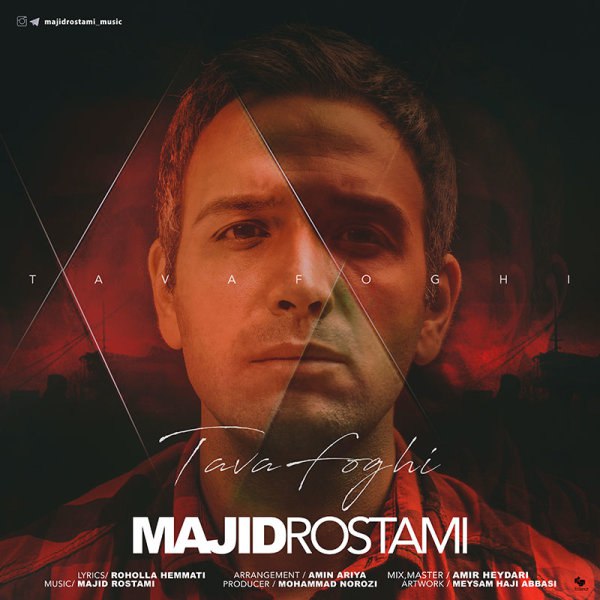 majidrostami_music
TAVAFOGHI
Tavafoghi
MAJIDROSTAMI
LYRICS/ ROHOLLA HEMMATI ARRANGEMENT / AMIN ARIYA MIX,MASTER / AMIR HEYDARI
MUSIC/ MAJID ROSTAMI PRODUCER / MOHAMMAD NOROZI ARTWORK / MEYSAM HAJI ABBASI